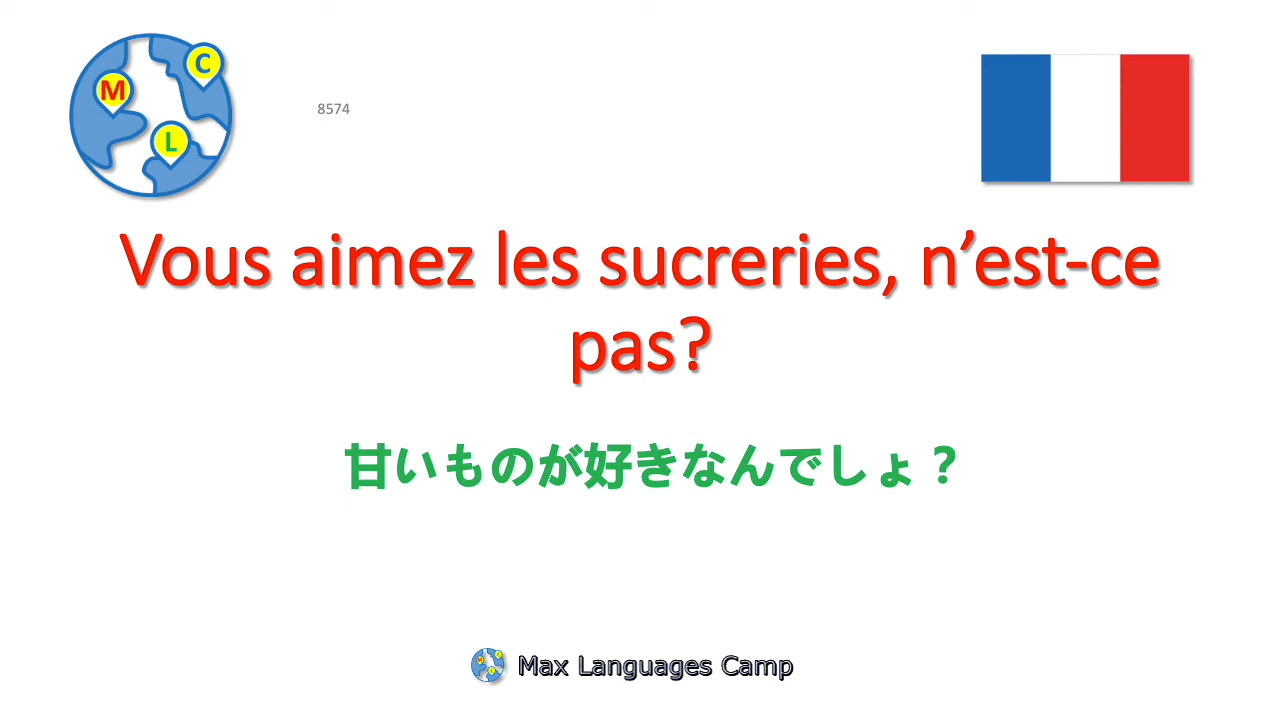 M
C
L
8574
Vous aimez les sucreries, n’est-ce
pas?
甘いものが好きなんでしょ？
Max Languages Camp